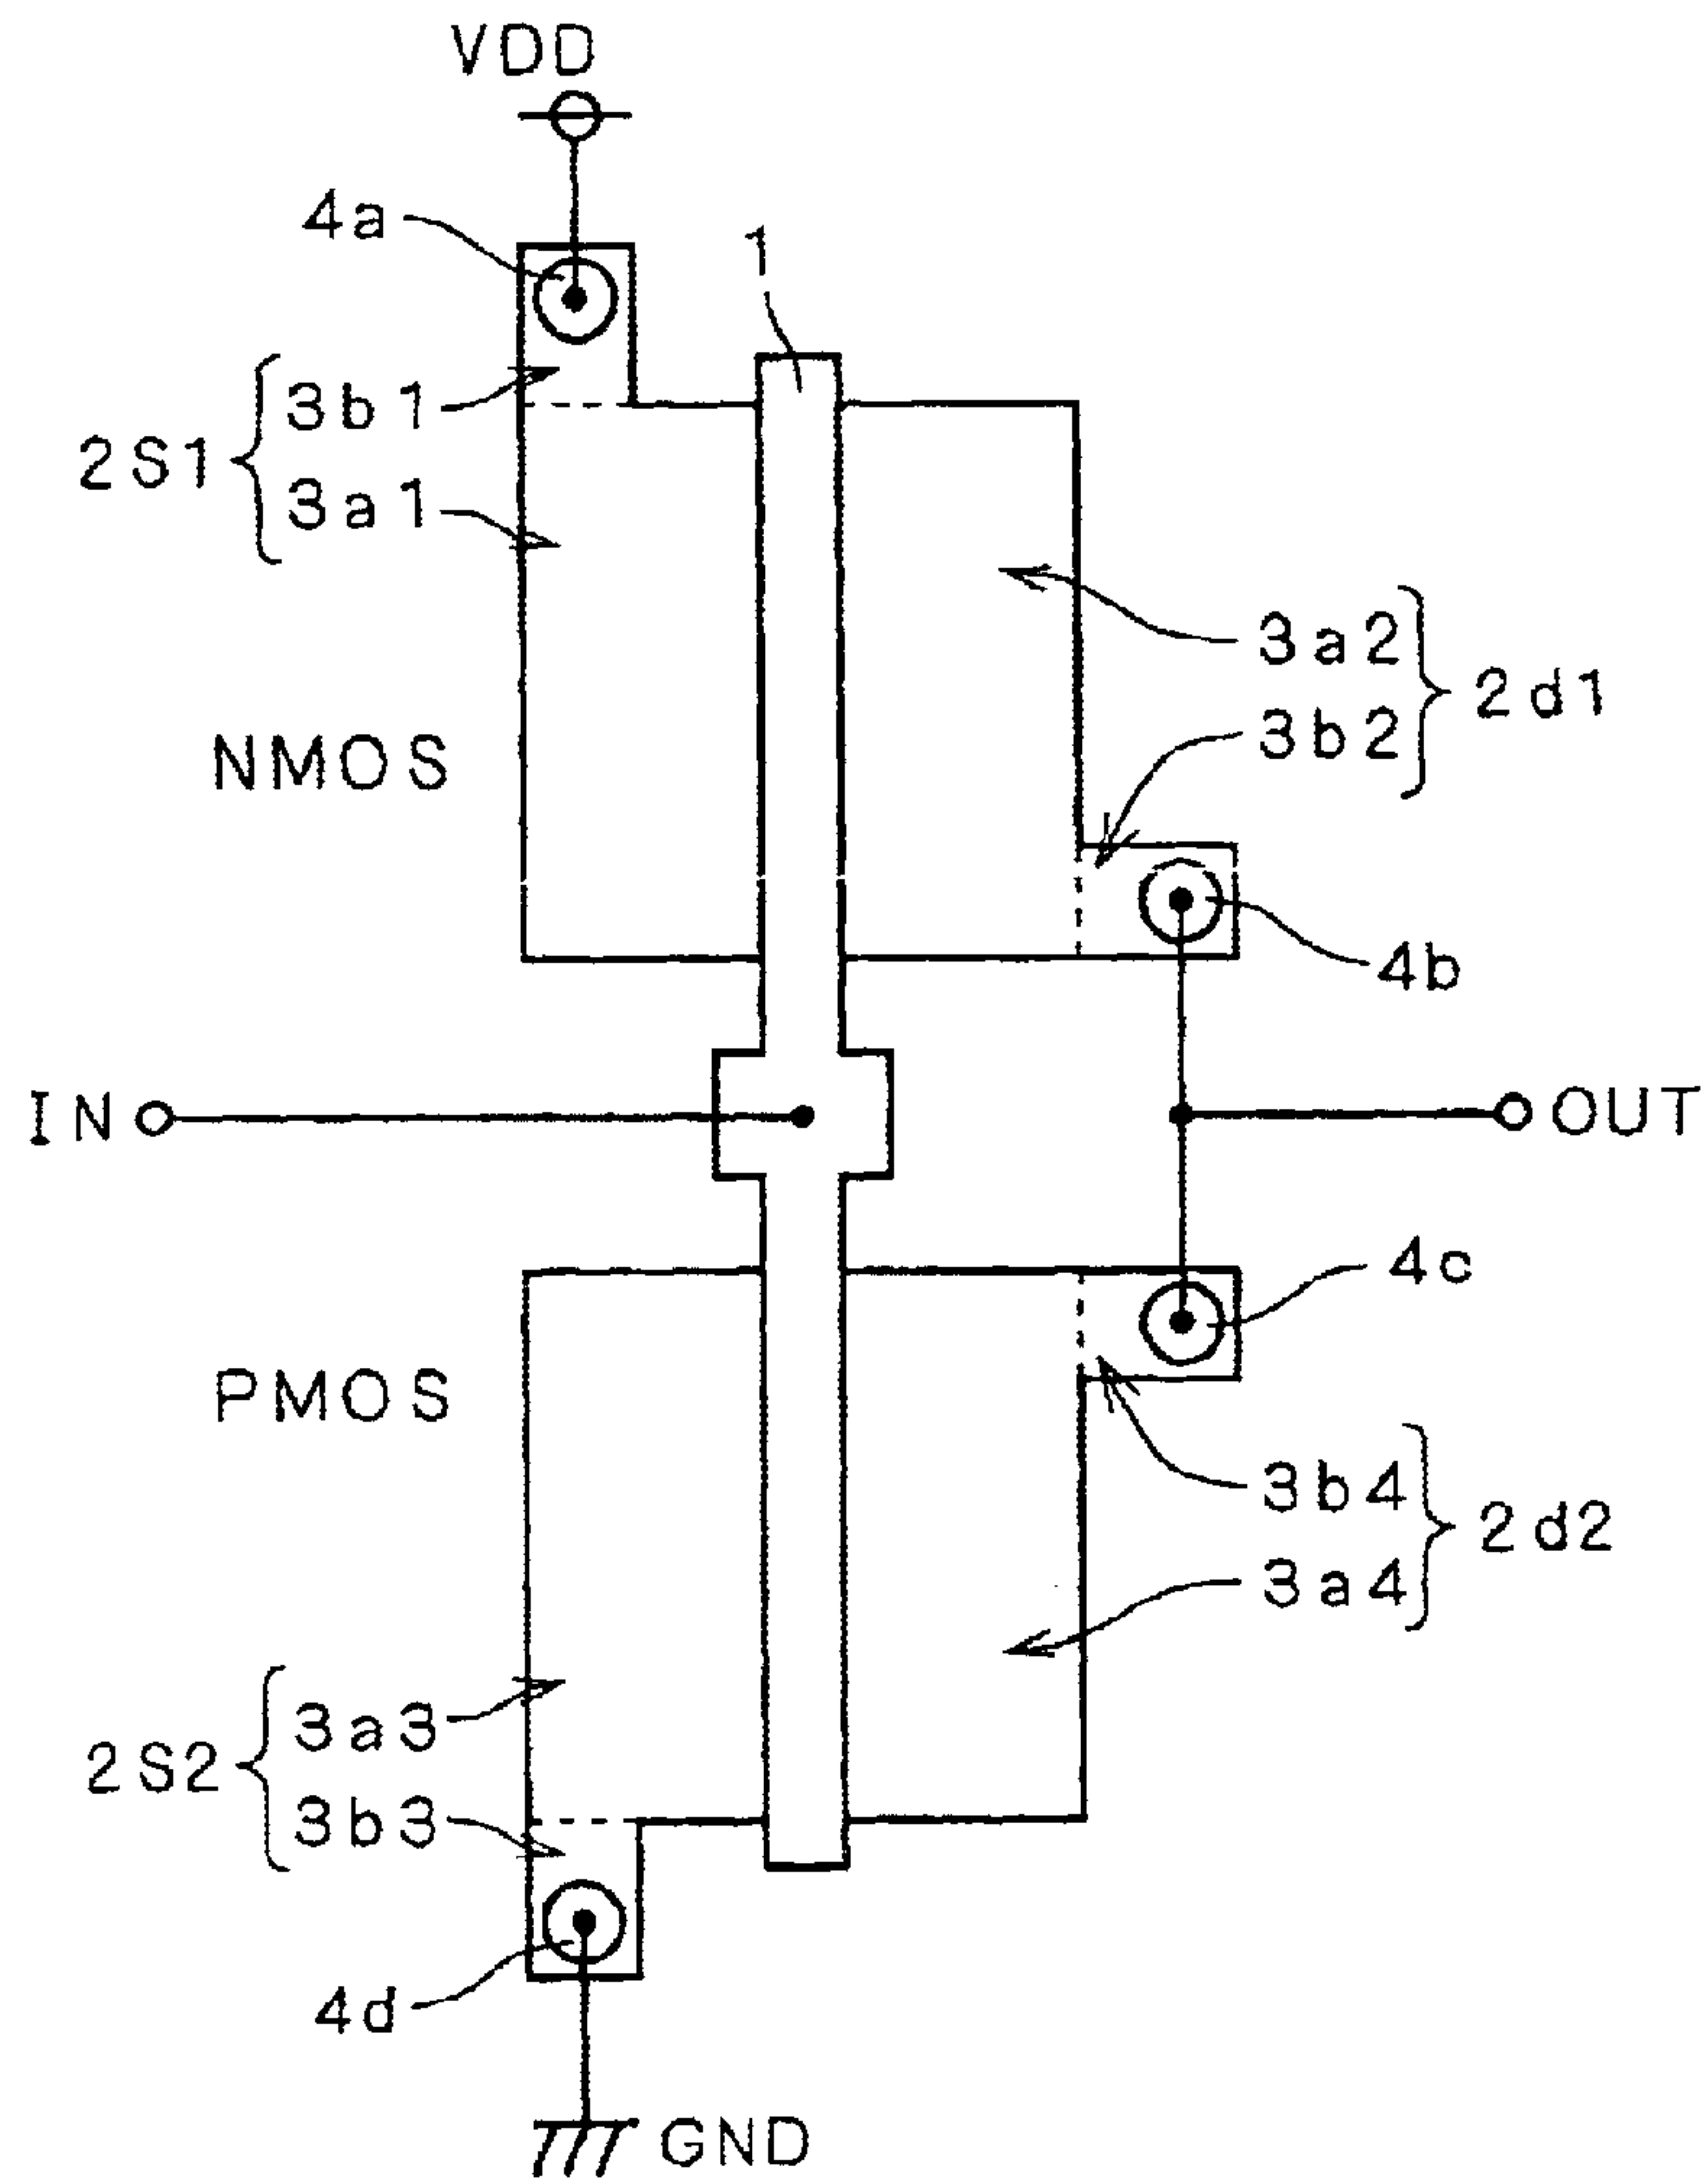 VDD
4a
1
3b1
2S1
3a1
3a2
2d1
3b2
NMOS
4b
IN
OUT
4c
PMOS
3b4
2d2
3a4
3a3
2S2
3b3
4d
GND